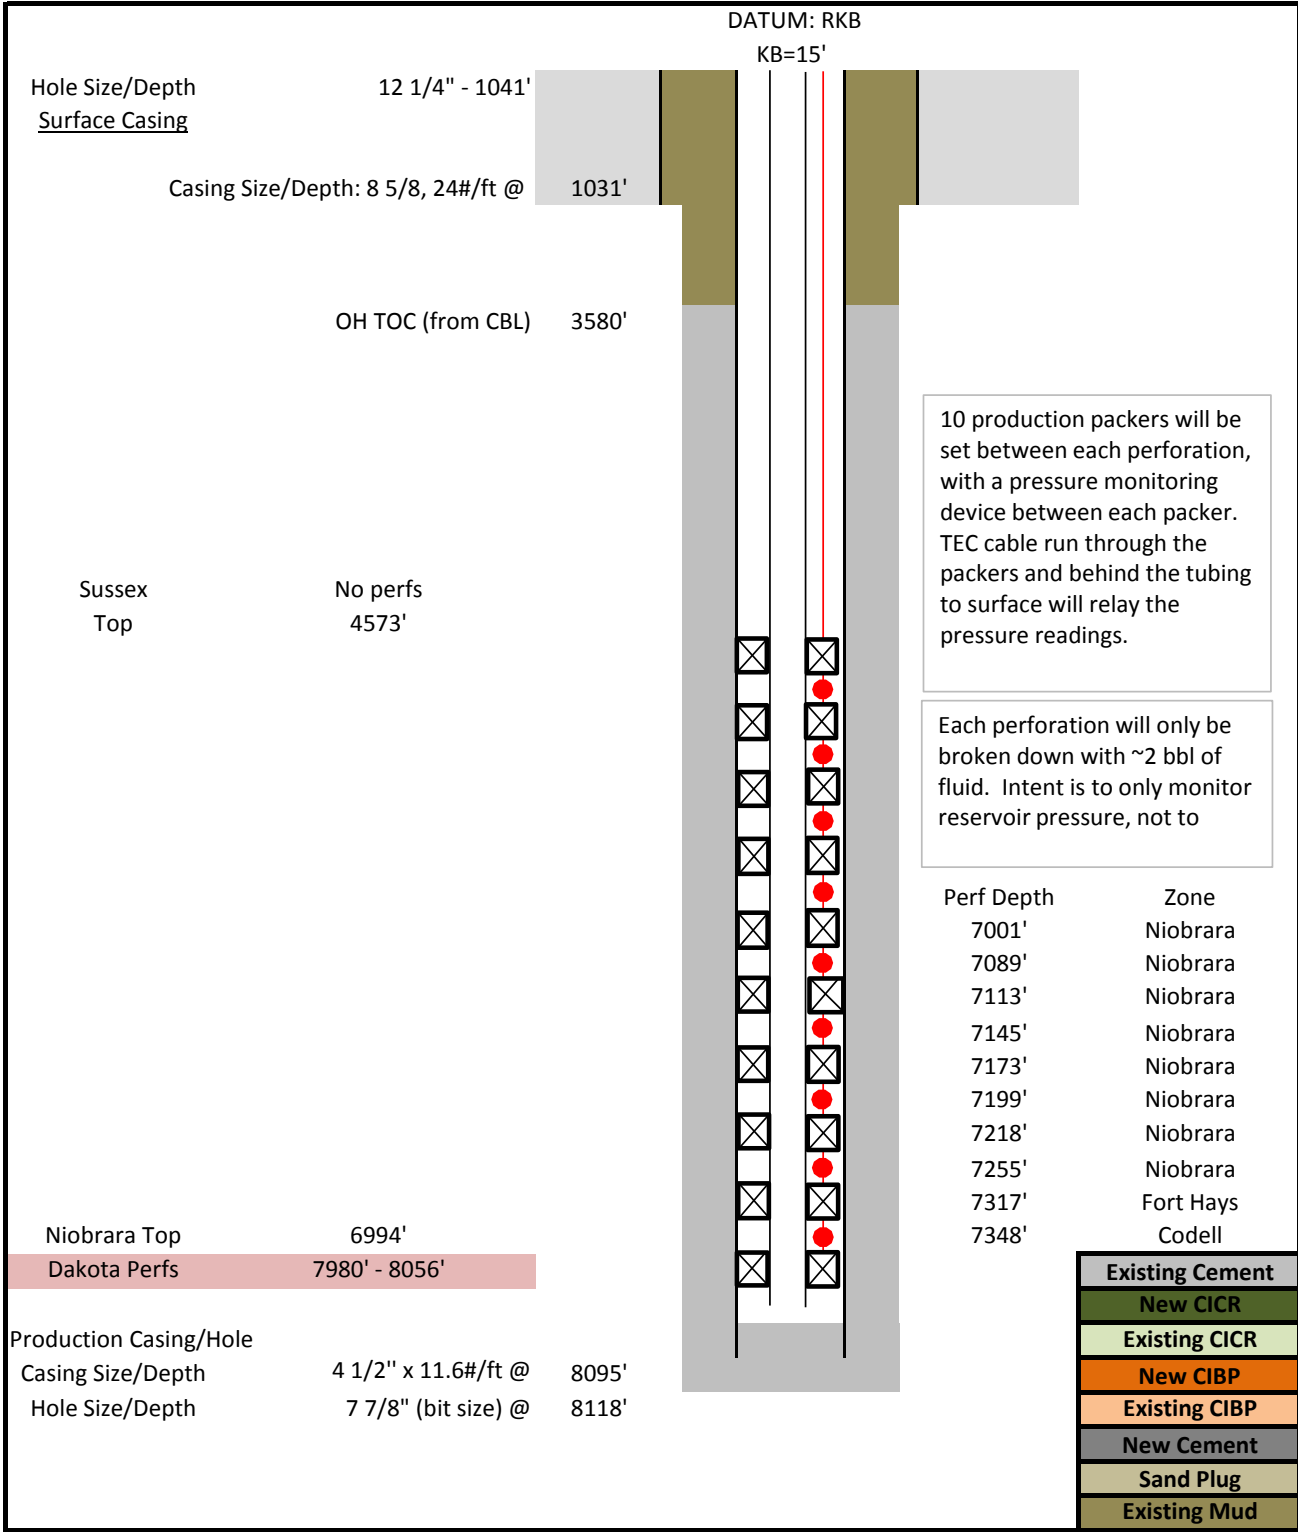 DATUM: RKB
KB=15'
Hole Size/Depth 12 1/4" - 1041'
Surface Casing
Casing Size/Depth: 8 5/8, 24#/ft @ 1031'
OH TOC (from CBL) 3580'
10 production packers will be
set between each perforation,
with a pressure monitoring
device between each packer.
TEC cable run through the
packers and behind the tubing
to surface will relay the
pressure readings.
Sussex No perfs
Top 4573'
Each perforation will only be
broken down with ~2 bbl of
fluid. Intent is to only monitor
reservoir pressure, not to
Perf Depth Zone
7001' Niobrara
7089' Niobrara
7113' Niobrara
7145' Niobrara
7173' Niobrara
7199' Niobrara
7218' Niobrara
7255' Niobrara
7317' Fort Hays
7348' Codell
Niobrara Top 6994'
Dakota Perfs 7980' - 8056'
Production Casing/Hole
Casing Size/Depth 4 1/2" x 11.6#/ft @ 8095'
Hole Size/Depth 7 7/8" (bit size) @ 8118'
Existing Cement
New CICR
Existing CICR
New CIBP
Existing CIBP
New Cement
Sand Plug
Existing Mud